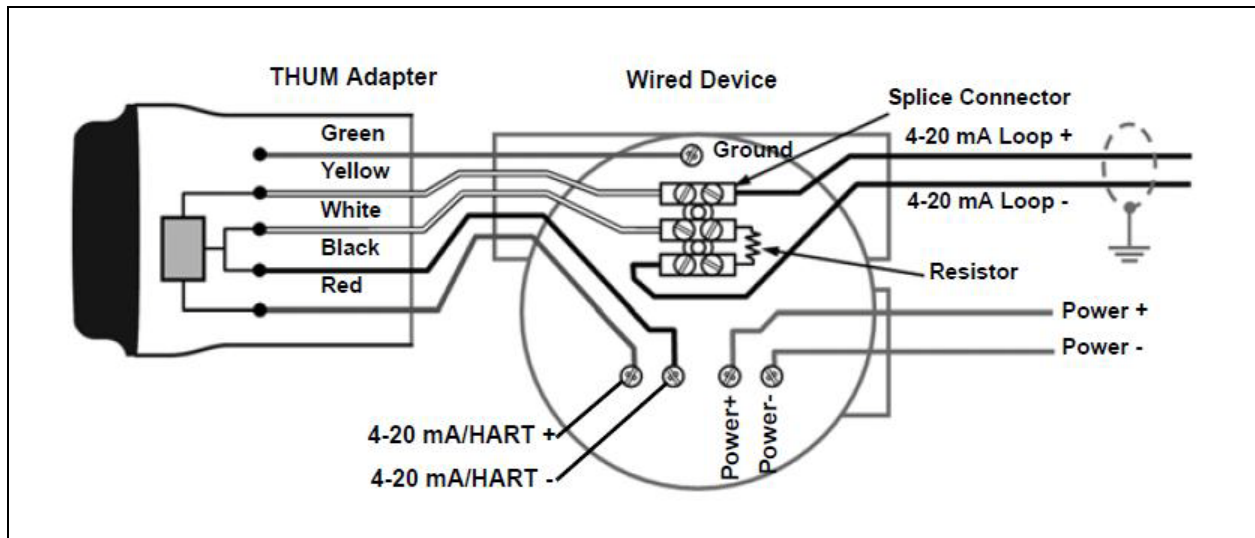 THUM Adapter
Wired Device
Splice Connector
Green
4-20 mA Loop +
Ground
Yellow
4-20 mA Loop -
White
Black
Resistor
Red
Power +
Power -
Power+
Power-
4-20 mA/HART +
4-20 mA/HART -